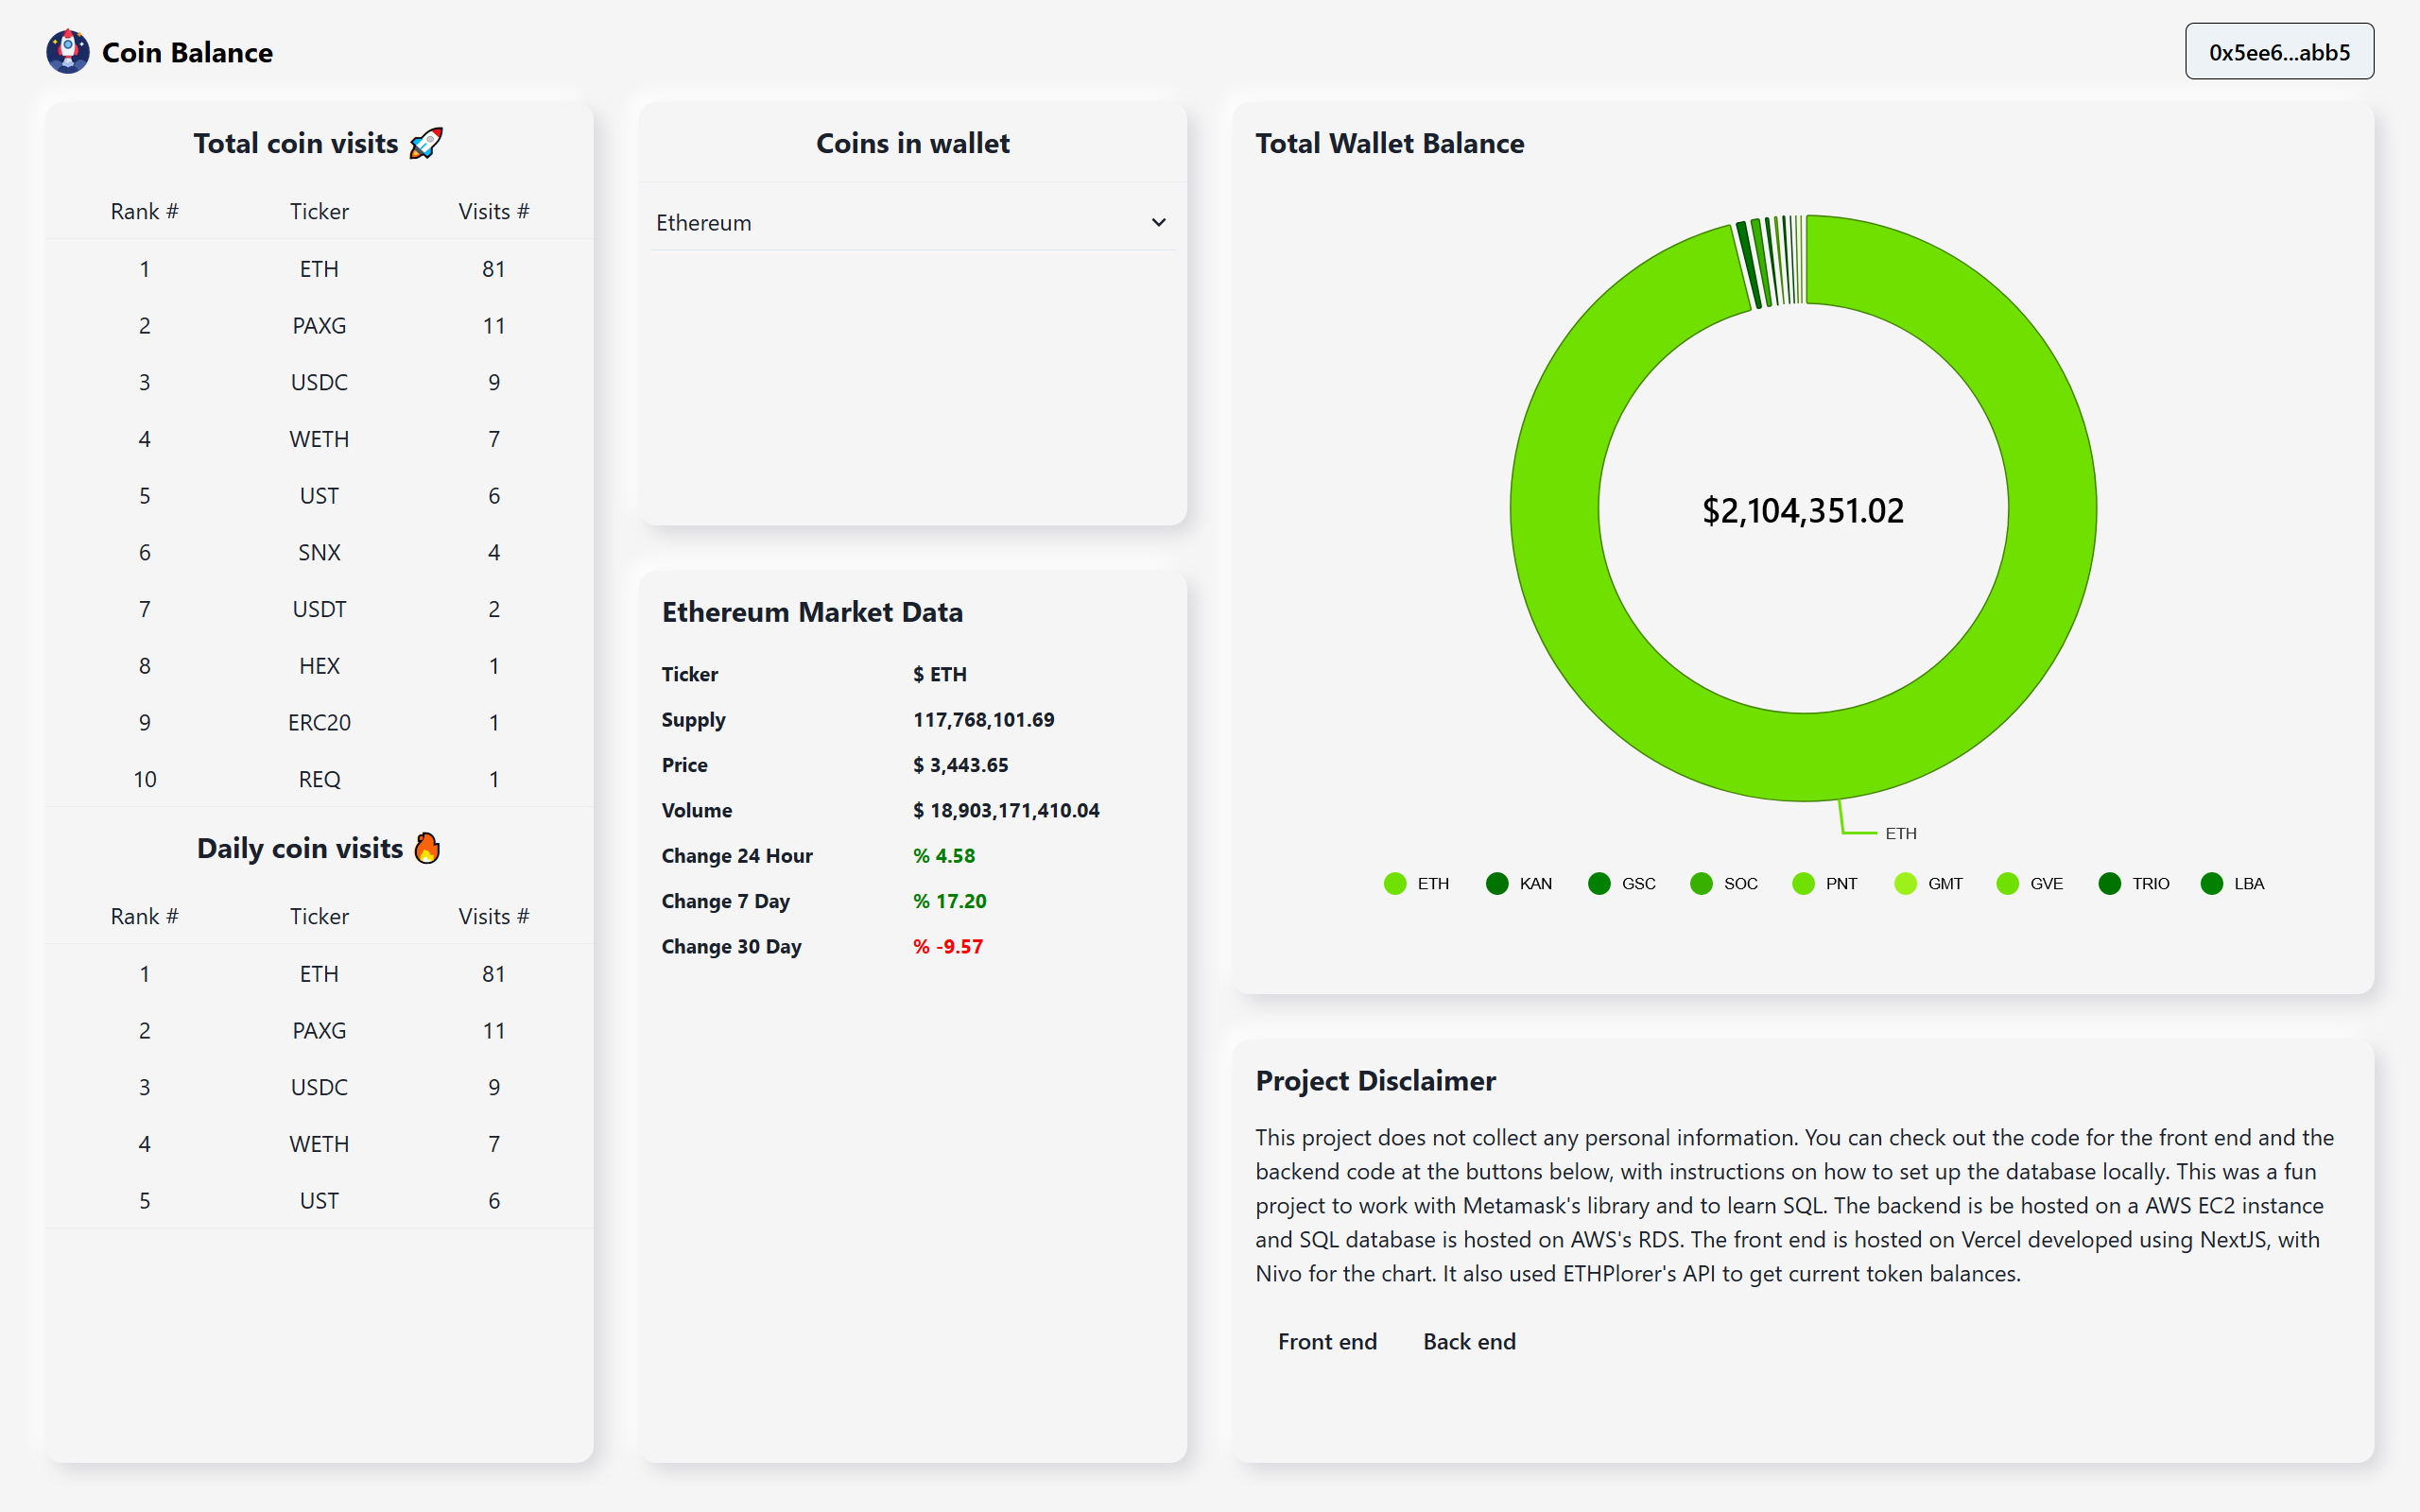 Coin Balance
0x5ee6...abb5
Total coin visits 🚀
Rank # Ticker Visits #
1 ETH 81
2 PAXG 11
3 USDC 9
4 WETH 7
5 UST 6
6 SNX 4
7 USDT 2
8 HEX 1
9 ERC20 1
10 REQ 1
Daily coin visits 🔥
Rank # Ticker Visits #
1 ETH 81
2 PAXG 11
3 USDC 9
4 WETH 7
5 UST 6
Coins in wallet
Ethereum
Ethereum Market Data
Ticker $ ETH
Supply 117,768,101.69
Price $ 3,443.65
Volume $ 18,903,171,410.04
Change 24 Hour % 4.58
Change 7 Day % 17.20
Change 30 Day % -9.57
Total Wallet Balance
$2,104,351.02
ETH
ETH KAN GSC SOC PNT GMT GVE TRIO LBA
Project Disclaimer
This project does not collect any personal information. You can check out the code for the front end and the
backend code at the buttons below, with instructions on how to set up the database locally. This was a fun
project to work with Metamask's library and to learn SQL. The backend is be hosted on a AWS EC2 instance
and SQL database is hosted on AWS's RDS. The front end is hosted on Vercel developed using NextJS, with
Nivo for the chart. It also used ETHPlorer's API to get current token balances.
Front end Back end